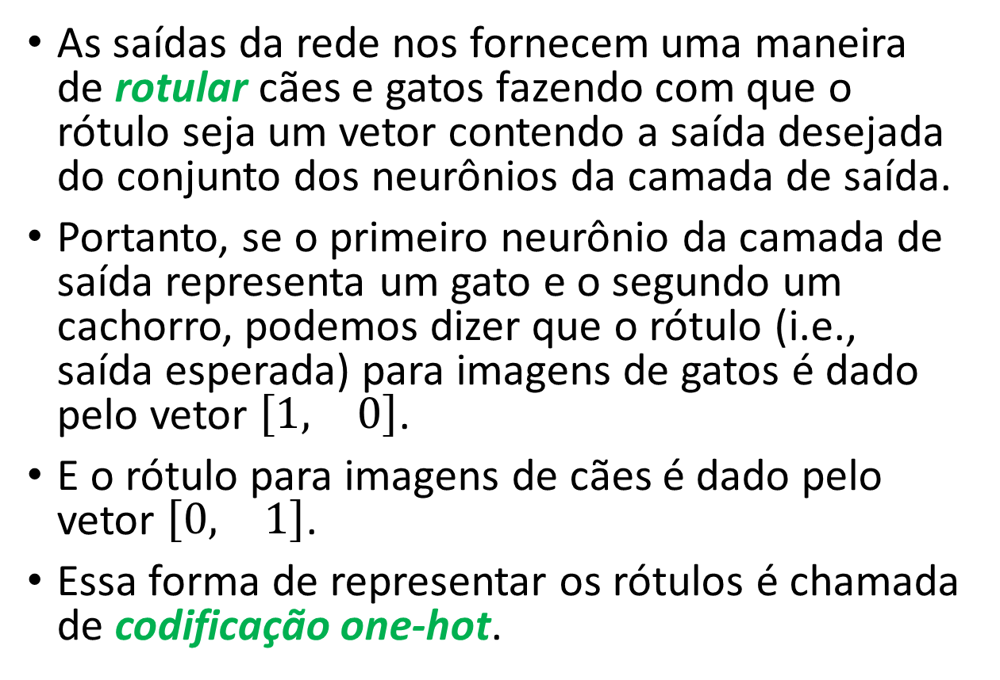 • As saídas da rede nos fornecem uma maneira
de rotular cães e gatos fazendo com que o
rótulo seja um vetor contendo a saída desejada
do conjunto dos neurônios da camada de saída.
• Portanto, se o primeiro neurônio da camada de
saída representa um gato e o segundo um
cachorro, podemos dizer que o rótulo (i.e.,
saída esperada) para imagens de gatos é dado
pelo vetor [1, 0].
• E o rótulo para imagens de cães é dado pelo
vetor [0, 1].
• Essa forma de representar os rótulos é chamada
de codificação one-hot.